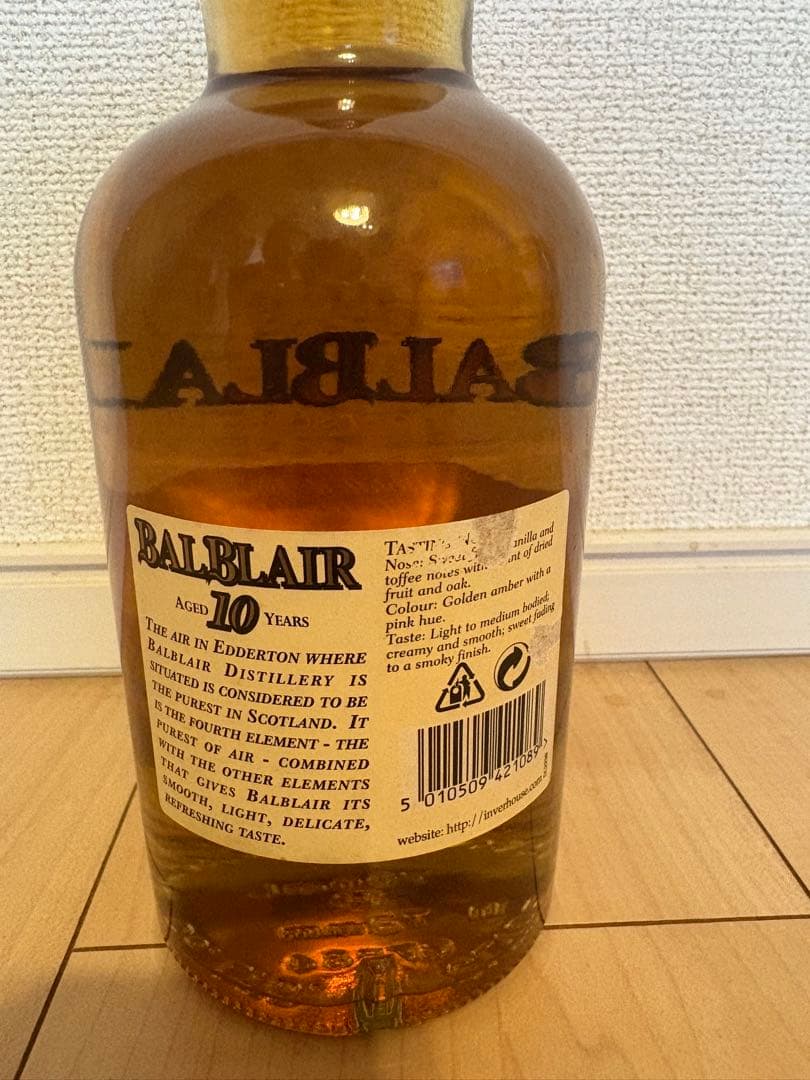 BALBLAIR
BALBLAIR
AGED 10 YEARS
THE AIR IN EDDERTON WHERE
BALBLAIR DISTILLERY IS
SITUATED IS CONSIDERED TO BE
THE PUREST IN SCOTLAND. IT
IS THE FOURTH ELEMENT - THE
PUREST OF AIR - COMBINED
WITH THE OTHER ELEMENTS
THAT GIVES BALBLAIR ITS
SMOOTH, LIGHT, DELICATE,
REFRESHING TASTE.
Nose: and
toffee notes of dried
fruit and oak.
Colour: Golden amber with a
pink hue.
Taste: Light to medium bodied;
creamy and smooth; sweet fading
to a smoky finish.
5 010509 421089
website: http://inverhouse.com